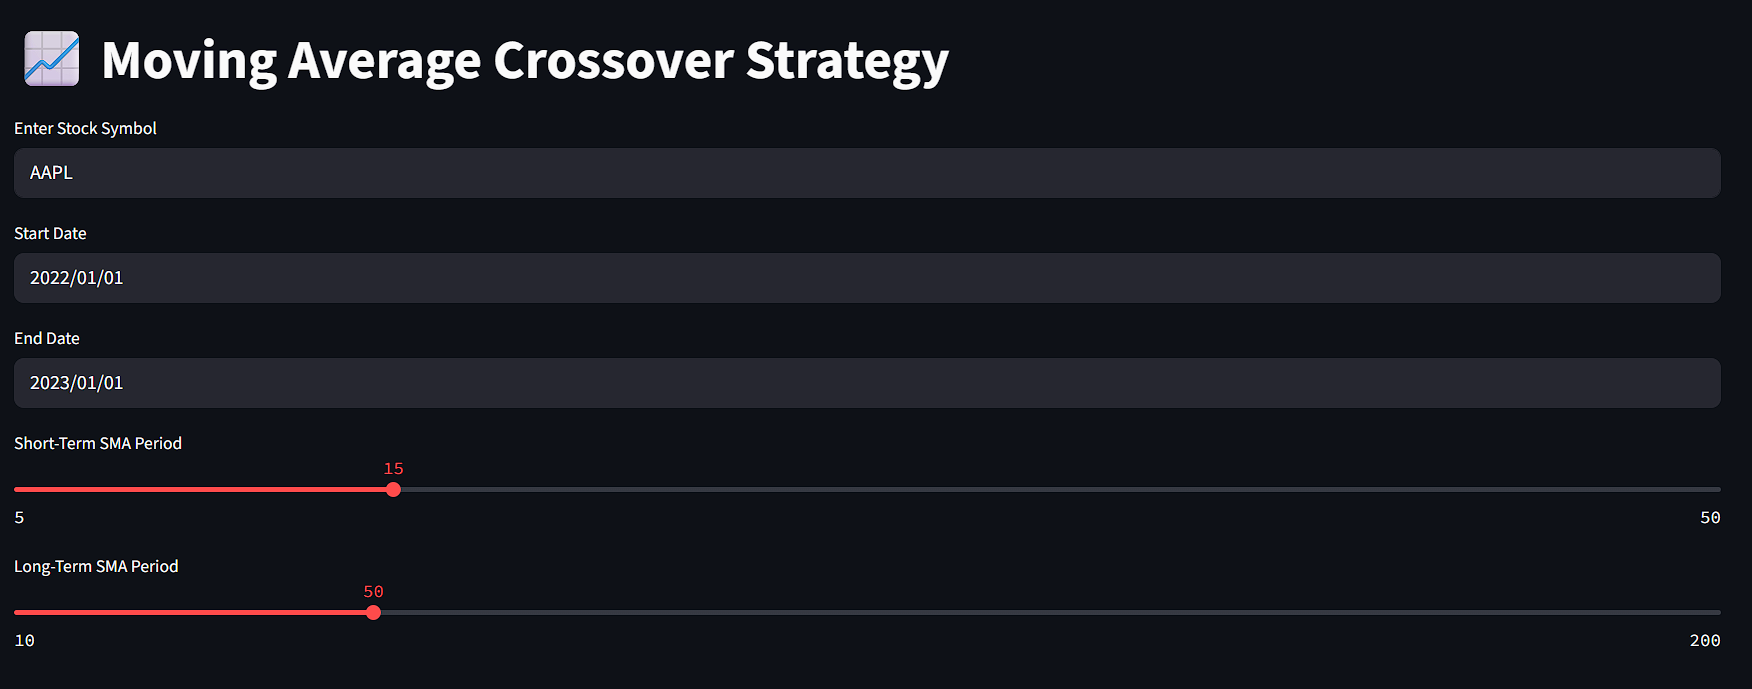 Moving Average Crossover Strategy
Enter Stock Symbol
AAPL
Start Date
2022/01/01
End Date
2023/01/01
Short-Term SMA Period
15
5 50
Long-Term SMA Period
50
10 200